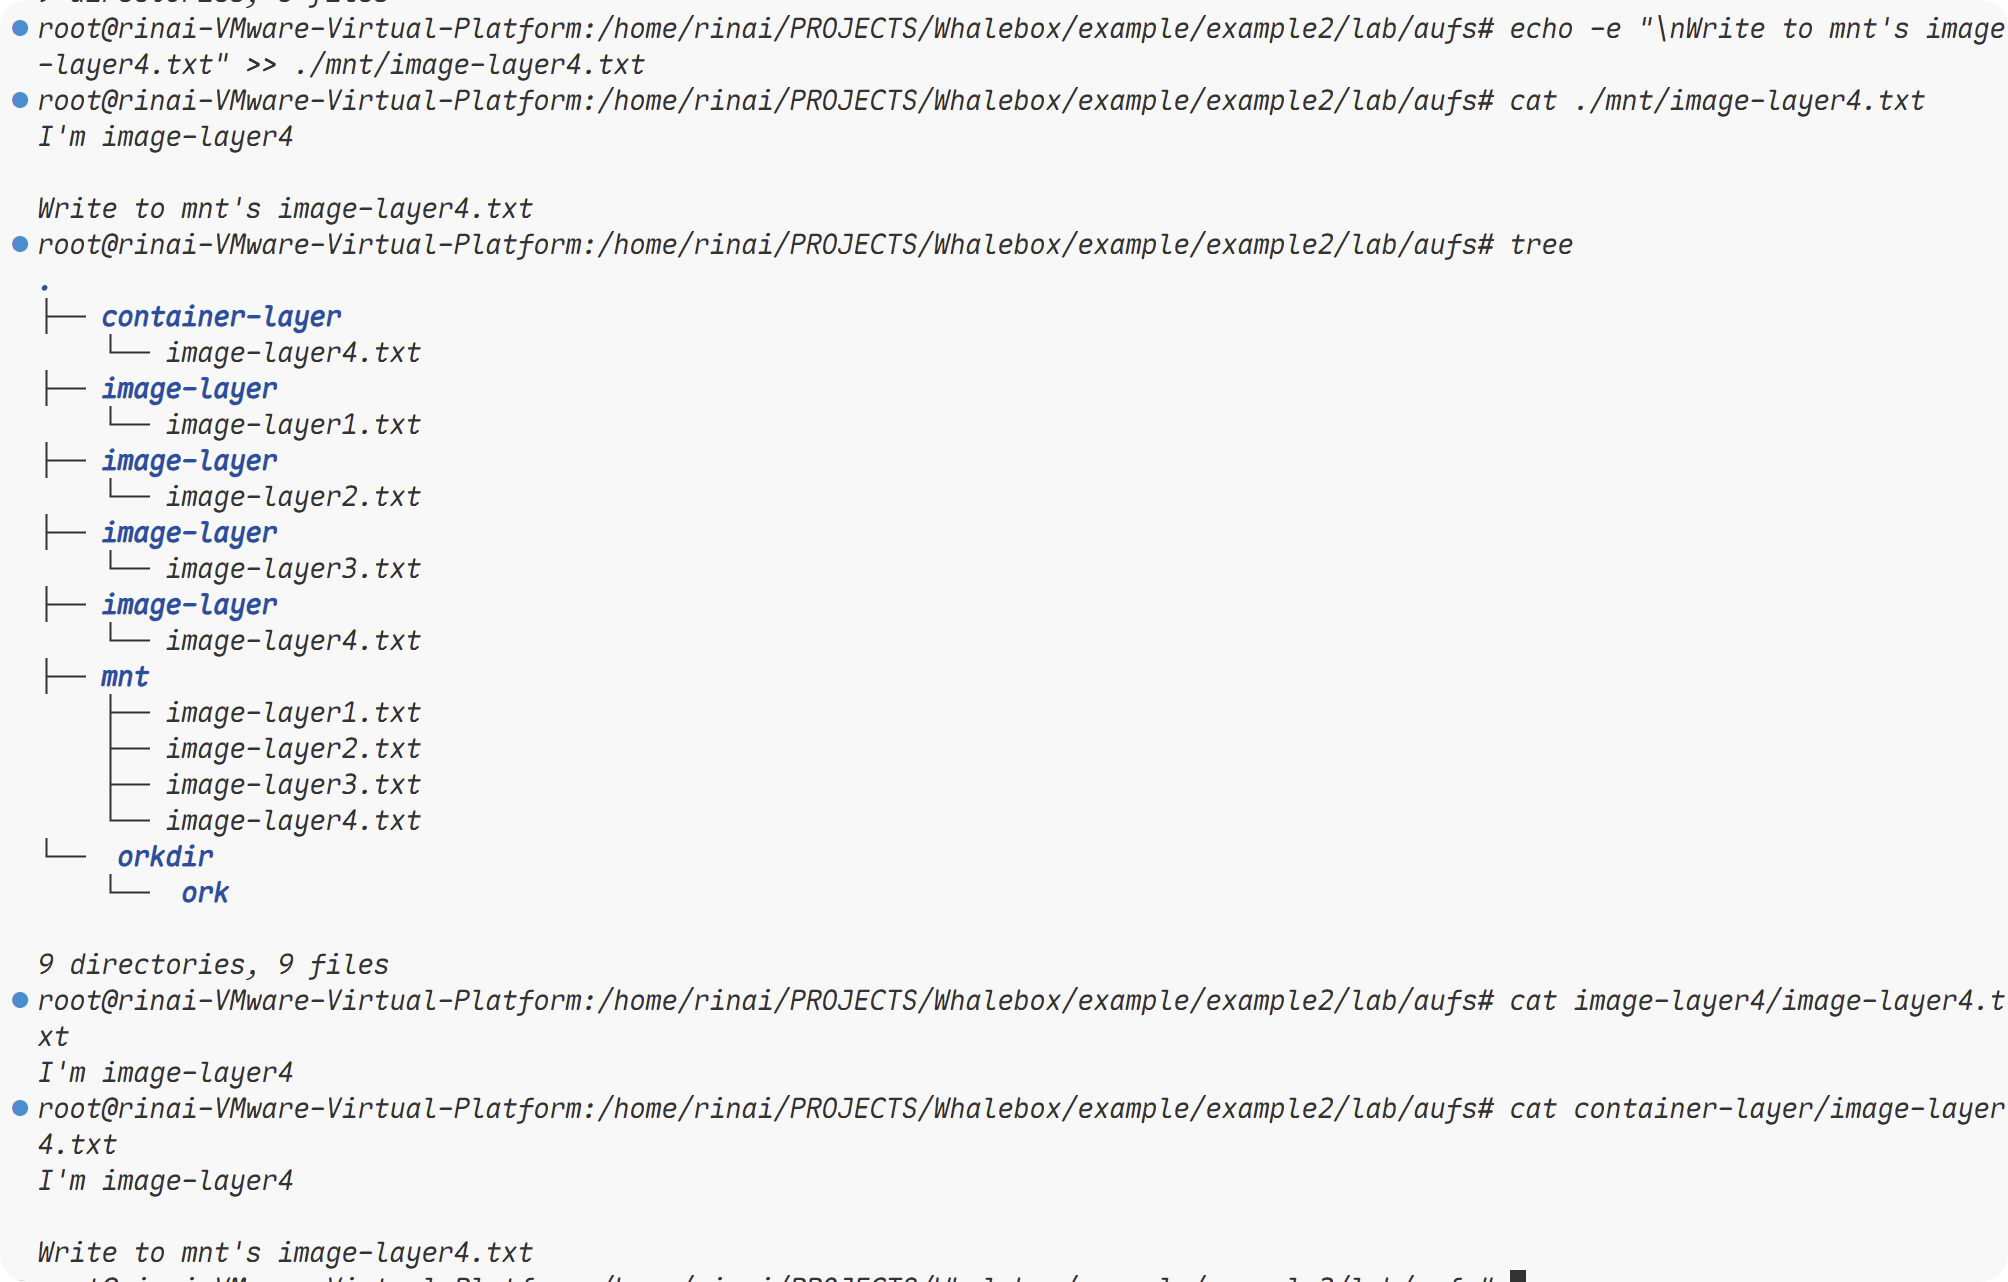 root@rinai-VMware-Virtual-Platform:/home/rinai/PROJECTS/Whalebox/example/example2/lab/aufs# echo -e "\nWrite to mnt's image
-layer4.txt" >> ./mnt/image-layer4.txt
root@rinai-VMware-Virtual-Platform:/home/rinai/PROJECTS/Whalebox/example/example2/lab/aufs# cat ./mnt/image-layer4.txt
I'm image-layer4

Write to mnt's image-layer4.txt
root@rinai-VMware-Virtual-Platform:/home/rinai/PROJECTS/Whalebox/example/example2/lab/aufs# tree
.
├── container-layer
    └── image-layer4.txt
├── image-layer
    └── image-layer1.txt
├── image-layer
    └── image-layer2.txt
├── image-layer
    └── image-layer3.txt
├── image-layer
    └── image-layer4.txt
├── mnt
    ├── image-layer1.txt
    ├── image-layer2.txt
    ├── image-layer3.txt
    └── image-layer4.txt
└──  orkdir
    └──  ork

9 directories, 9 files
root@rinai-VMware-Virtual-Platform:/home/rinai/PROJECTS/Whalebox/example/example2/lab/aufs# cat image-layer4/image-layer4.t
xt
I'm image-layer4
root@rinai-VMware-Virtual-Platform:/home/rinai/PROJECTS/Whalebox/example/example2/lab/aufs# cat container-layer/image-layer
4.txt
I'm image-layer4

Write to mnt's image-layer4.txt